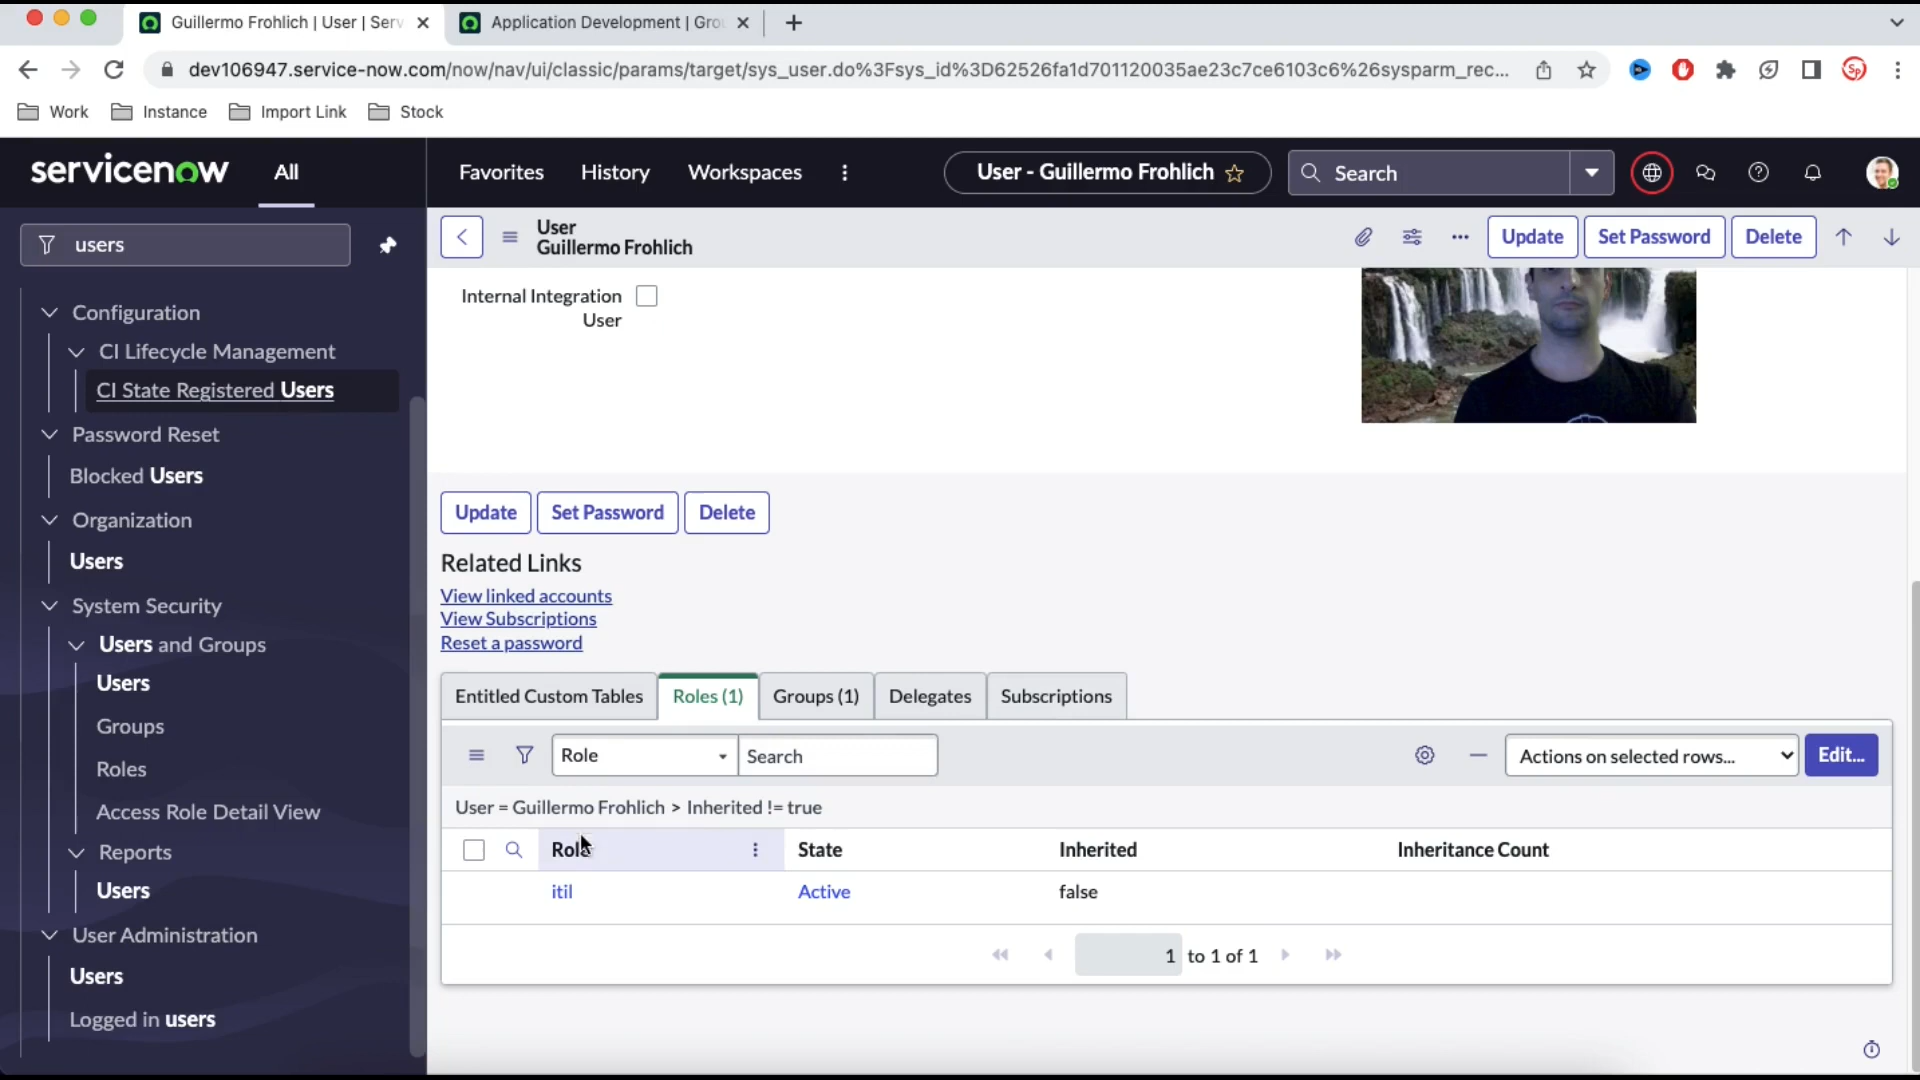 Guillermo Frohlich | User | Serv
Application Development | Gro
dev106947.service-now.com/now/nav/ui/classic/params/target/sys_user.do%3Fsys_id%3D62526fa1d701120035ae23c7ce6103c6%26sysparm_rec...
Sp
Work
Instance
Import Link
Stock
servicenow
All
Favorites
History
Workspaces
User - Guillermo Frohlich
Search
users
User
Guillermo Frohlich
Update
Set Password
Delete
Configuration
CI Lifecycle Management
CI State Registered Users
Password Reset
Blocked Users
Organization
Users
System Security
Users and Groups
Users
Groups
Roles
Access Role Detail View
Reports
Users
User Administration
Users
Logged in users
Internal Integration
User
Update
Set Password
Delete
Related Links
View linked accounts
View Subscriptions
Reset a password
Entitled Custom Tables
Roles (1)
Groups (1)
Delegates
Subscriptions
Role
Search
Actions on selected rows...
Edit...
User = Guillermo Frohlich > Inherited != true
Role
State
Inherited
Inheritance Count
itil
Active
false
1 to 1 of 1